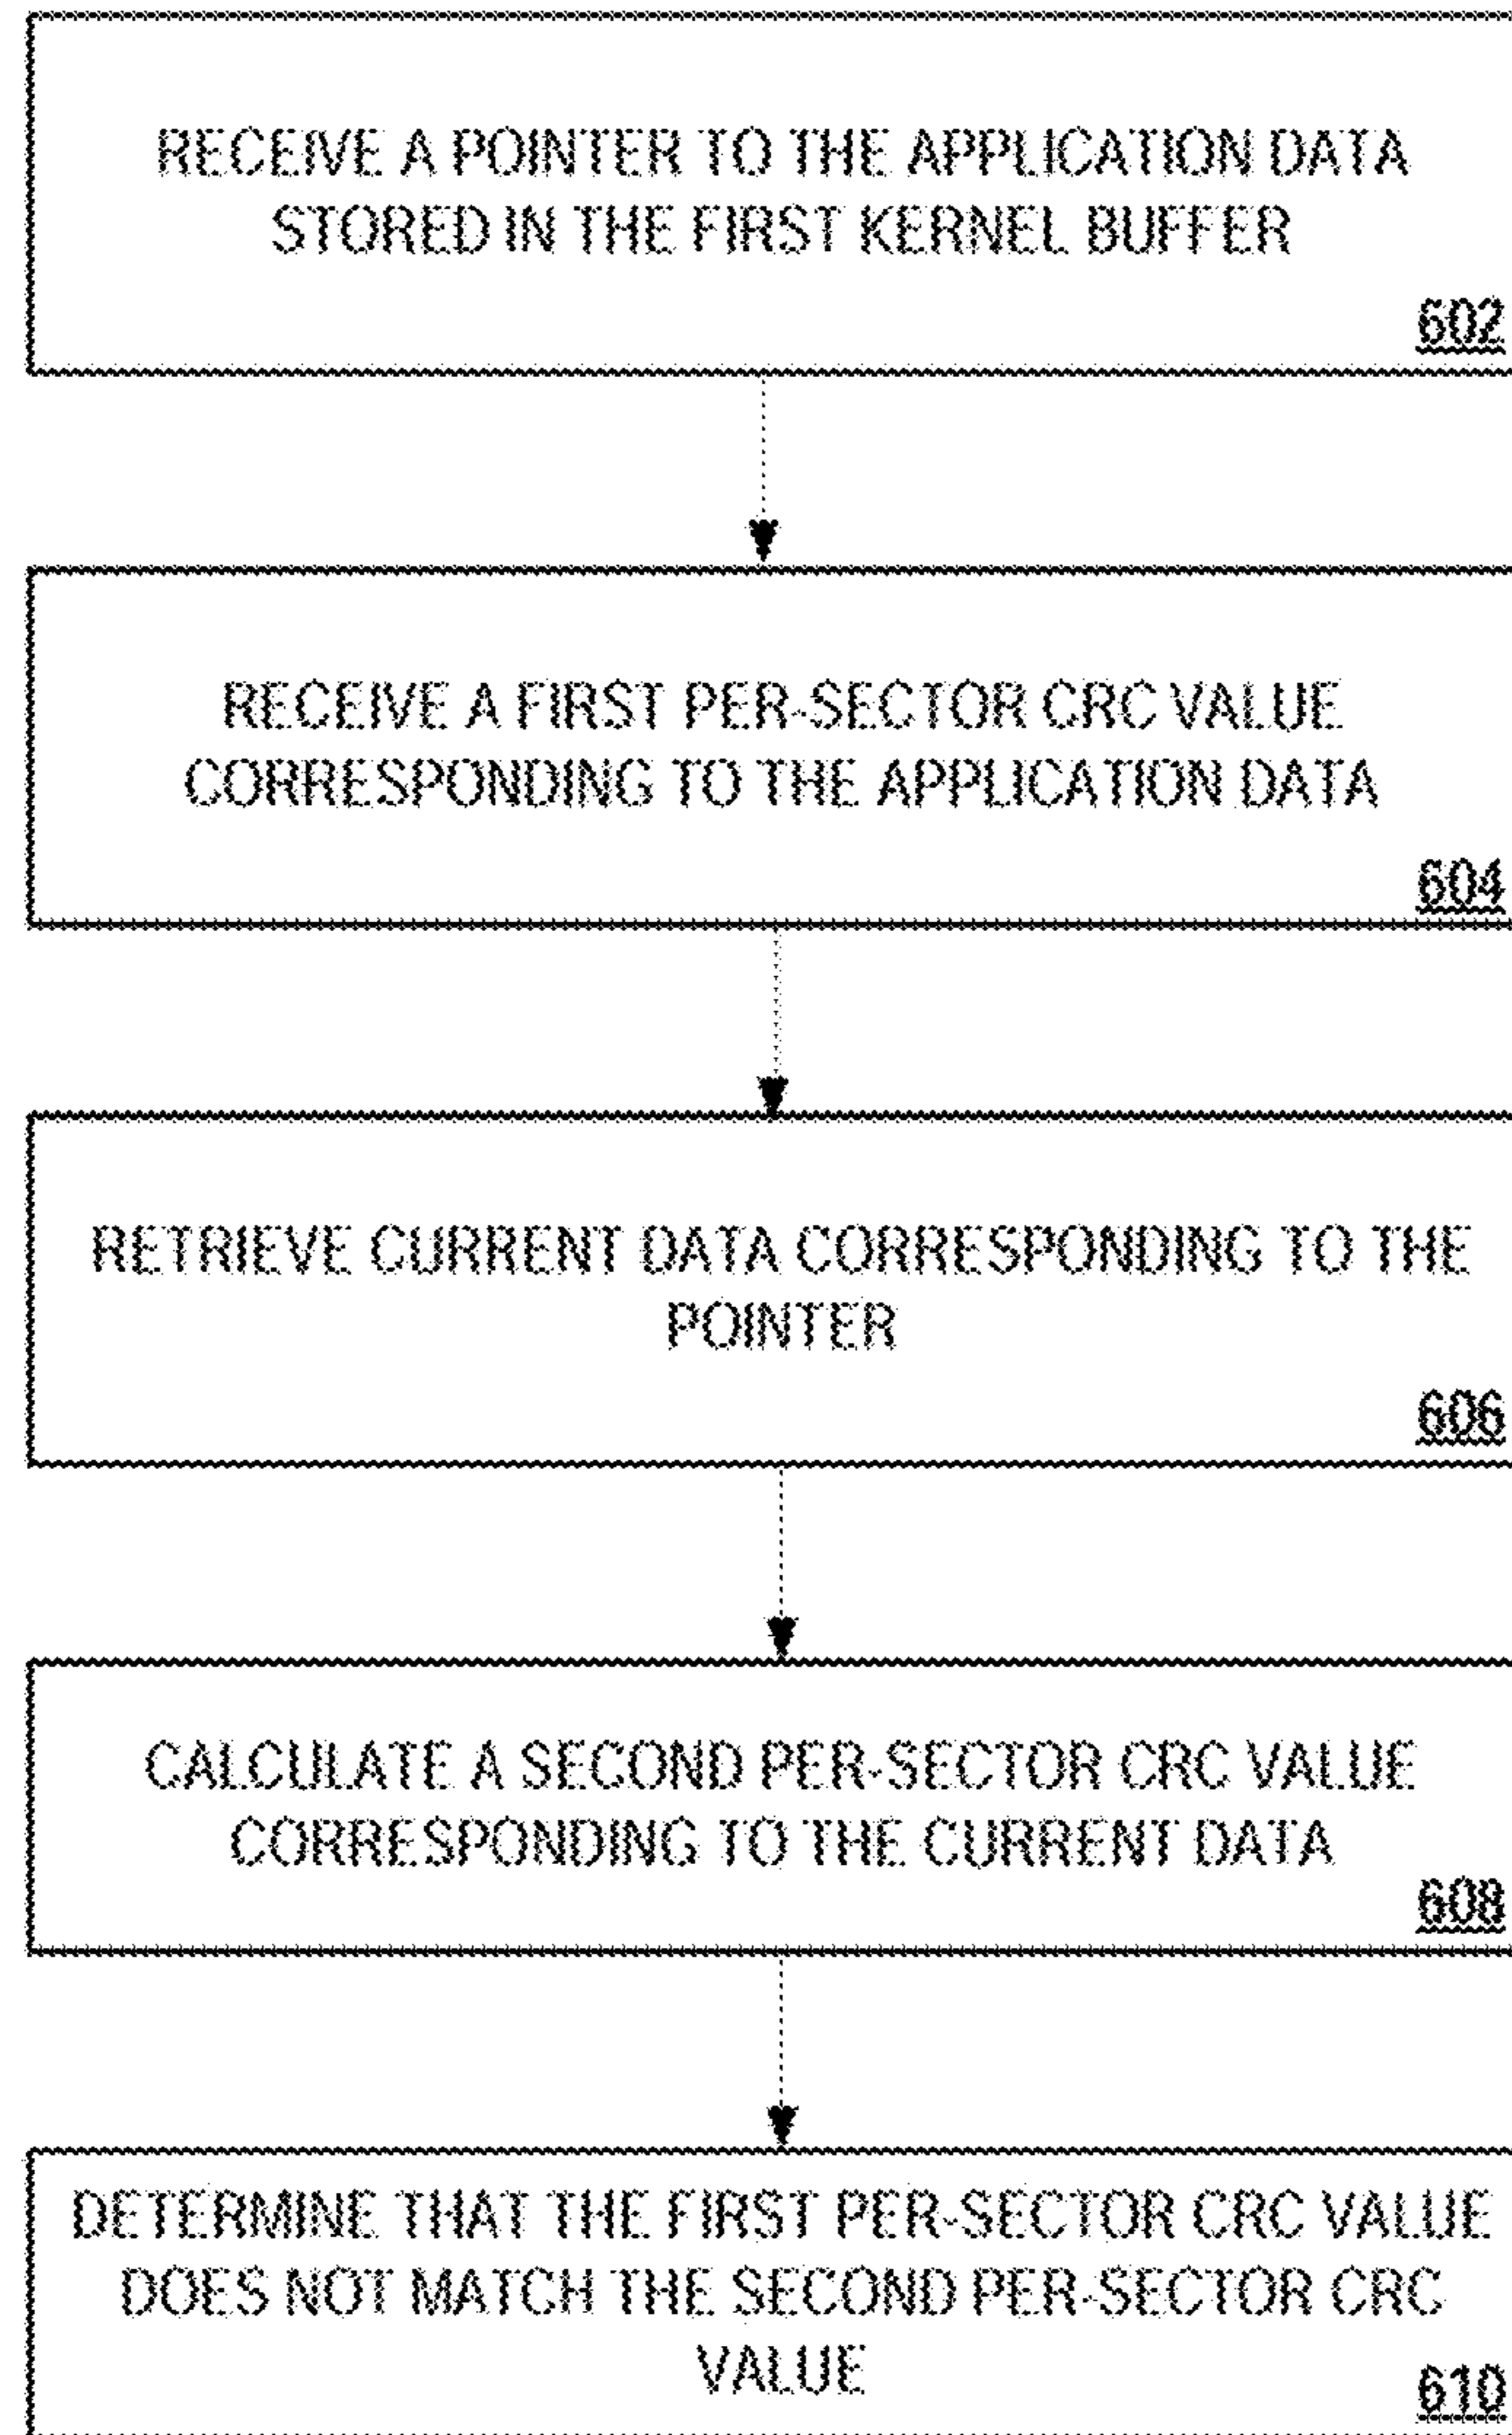 RECEIVE A POINTER TO THE APPLICATION DATA
STORED IN THE FIRST KERNEL BUFFER
602
RECEIVE A FIRST PER-SECTOR CRC VALUE
CORRESPONDING TO THE APPLICATION DATA
604
RETRIEVE CURRENT DATA CORRESPONDING TO THE
POINTER
606
CALCULATE A SECOND PER-SECTOR CRC VALUE
CORRESPONDING TO THE CURRENT DATA
608
DETERMINE THAT THE FIRST PER-SECTOR CRC VALUE
DOES NOT MATCH THE SECOND PER-SECTOR CRC
VALUE
610